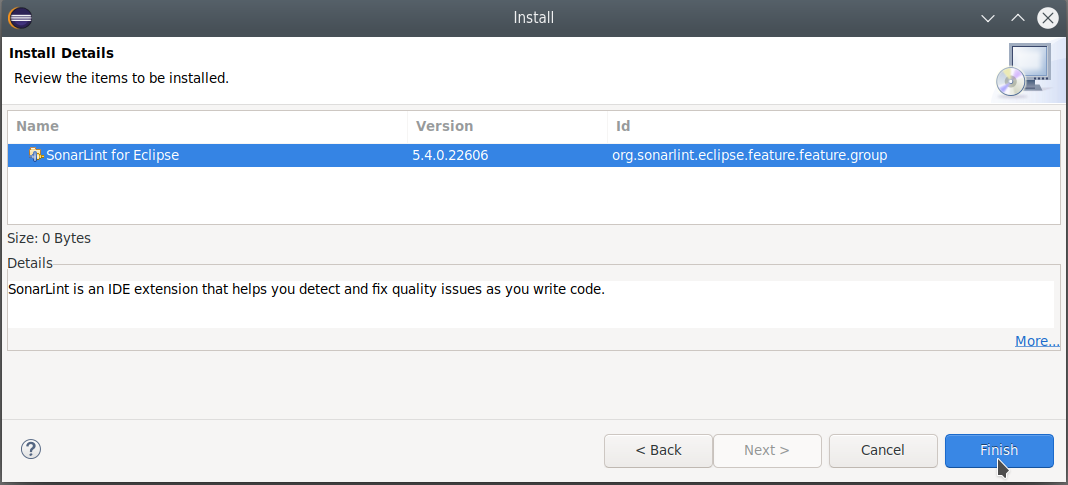 Install
Install Details
Review the items to be installed.
Name Version Id
SonarLint for Eclipse 5.4.0.22606 org.sonarlint.eclipse.feature.feature.group
Size: 0 Bytes
Details
SonarLint is an IDE extension that helps you detect and fix quality issues as you write code.
More...
? < Back Next > Cancel Finish